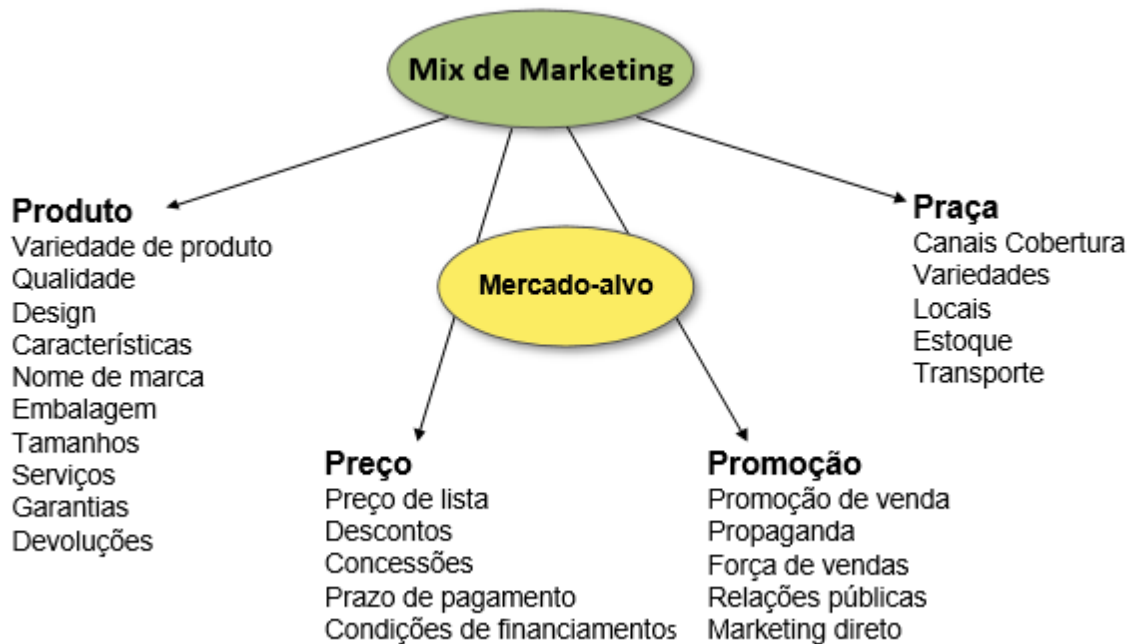 Mix de Marketing
Produto
Variedade de produto
Qualidade
Design
Características
Nome de marca
Embalagem
Tamanhos
Serviços
Garantias
Devoluções
Mercado-alvo
Praça
Canais Cobertura
Variedades
Locais
Estoque
Transporte
Preço
Preço de lista
Descontos
Concessões
Prazo de pagamento
Condições de financiamentos
Promoção
Promoção de venda
Propaganda
Força de vendas
Relações públicas
Marketing direto